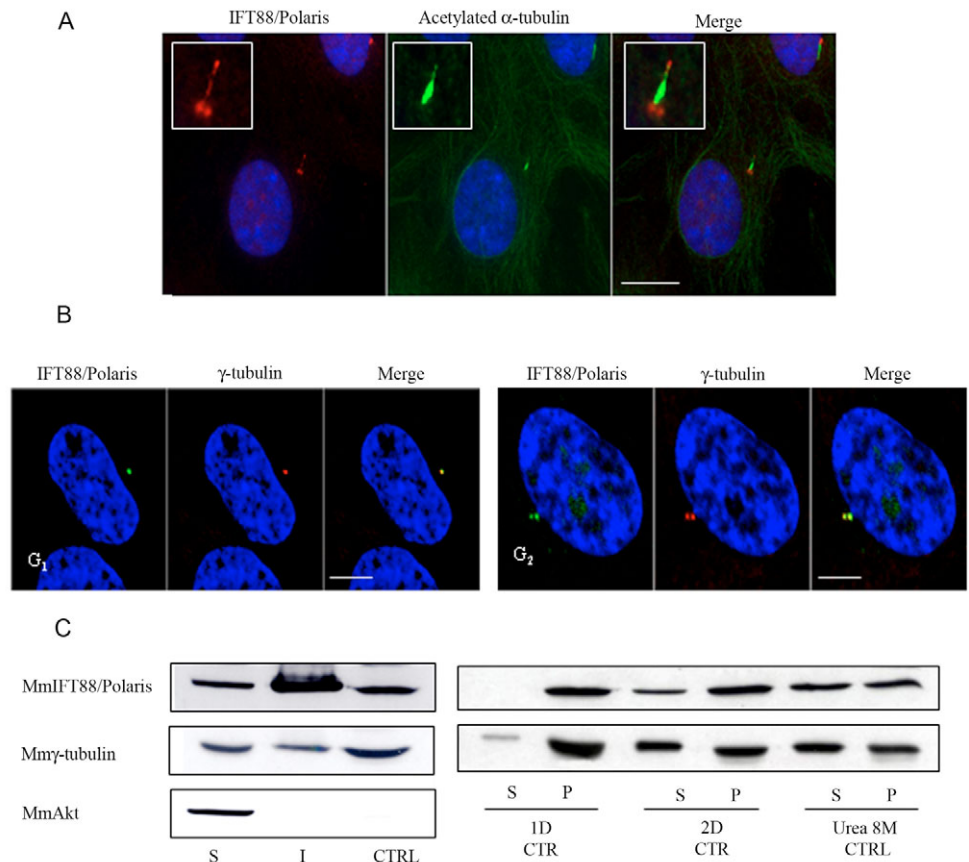 A
IFT88/Polaris Acetylated α-tubulin Merge
B
IFT88/Polaris γ-tubulin Merge IFT88/Polaris γ-tubulin Merge
G1 G2
C
MmIFT88/Polaris
Mmγ-tubulin
MmAkt
S I CTRL
S P S P S P
1D 2D Urea 8M
CTR CTR CTRL